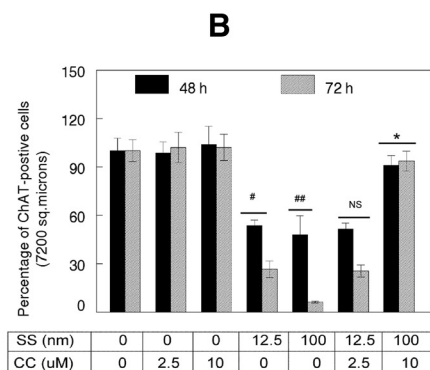 B
Percentage of ChAT-postive cells
(7200 sq.microns)
150
120
90
60
30
0
48 h
72 h
#
##
NS
*
SS (nm) 0 0 0 12.5 100 12.5 100
CC (uM) 0 2.5 10 0 0 2.5 10